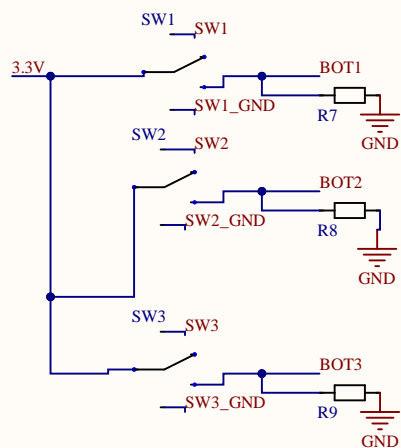 SW1
SW1
3.3V
BOT1
SW1_GND
R7
GND
SW2
SW2
BOT2
SW2_GND
R8
GND
SW3
SW3
BOT3
SW3_GND
R9
GND